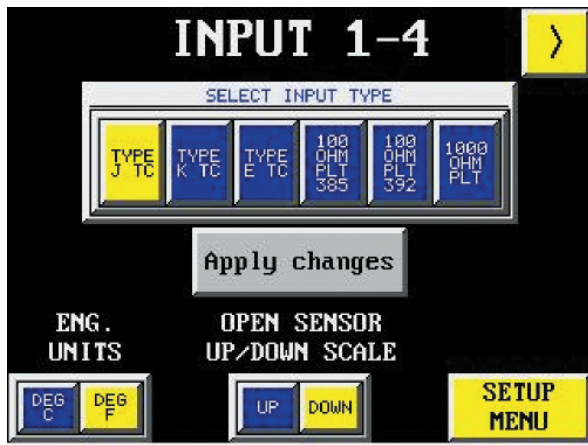 INPUT 1-4
>
SELECT INPUT TYPE
TYPE
J TC
TYPE
K TC
TYPE
E TC
100
OHM
PLT
385
100
OHM
PLT
392
1000
OHM
PLT
Apply changes
ENG.
UNITS
OPEN SENSOR
UP/DOWN SCALE
DEG
C
DEG
F
UP
DOWN
SETUP
MENU